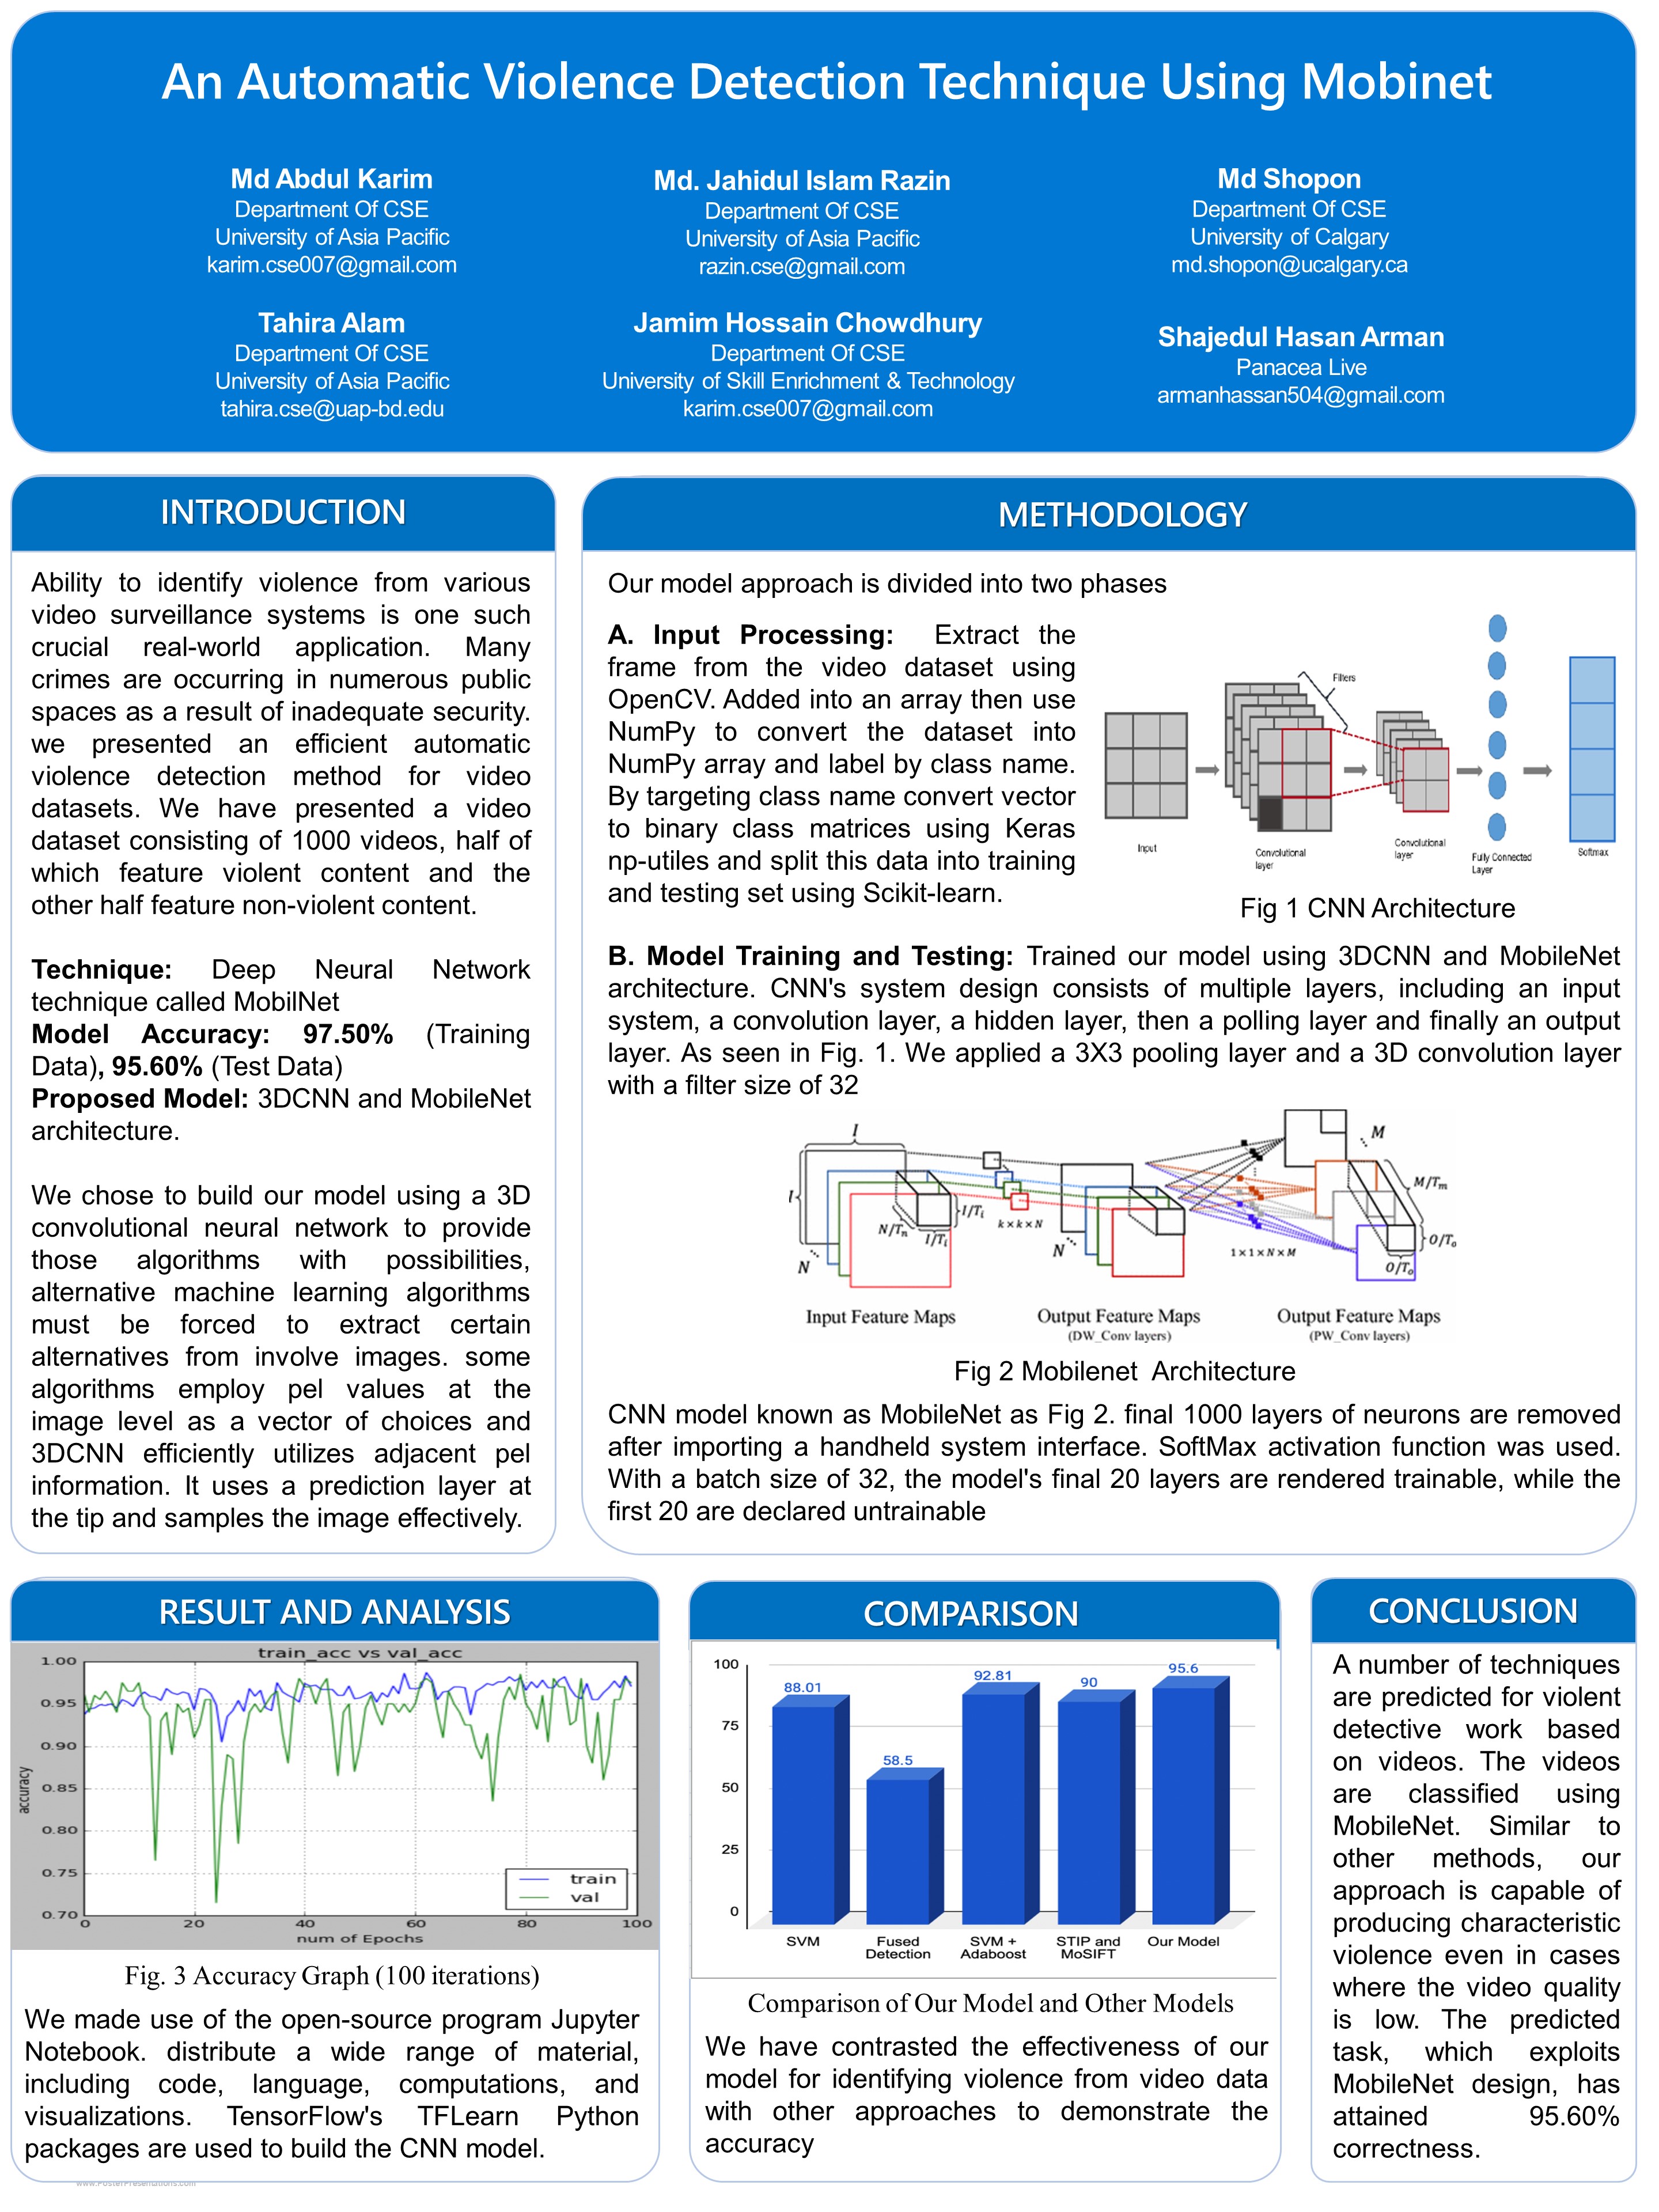 An Automatic Violence Detection Technique Using Mobinet
Md Abdul Karim
Department Of CSE
University of Asia Pacific
karim.cse007@gmail.com
Md. Jahidul Islam Razin
Department Of CSE
University of Asia Pacific
razin.cse@gmail.com
Md Shopon
Department Of CSE
University of Calgary
md.shopon@ucalgary.ca
Tahira Alam
Department Of CSE
University of Asia Pacific
tahira.cse@uap-bd.edu
Jamim Hossain Chowdhury
Department Of CSE
University of Skill Enrichment & Technology
karim.cse007@gmail.com
Shajedul Hasan Arman
Panacea Live
armanhassan504@gmail.com
INTRODUCTION
Ability to identify violence from various
video surveillance systems is one such
crucial real-world application. Many
crimes are occurring in numerous public
spaces as a result of inadequate security.
we presented an efficient automatic
violence detection method for video
datasets. We have presented a video
dataset consisting of 1000 videos, half of
which feature violent content and the
other half feature non-violent content.
Technique: Deep Neural Network
technique called MobilNet
Model Accuracy: 97.50% (Training
Data), 95.60% (Test Data)
Proposed Model: 3DCNN and MobileNet
architecture.
We chose to build our model using a 3D
convolutional neural network to provide
those algorithms with possibilities,
alternative machine learning algorithms
must be forced to extract certain
alternatives from involve images. some
algorithms employ pel values at the
image level as a vector of choices and
3DCNN efficiently utilizes adjacent pel
information. It uses a prediction layer at
the tip and samples the image effectively.
METHODOLOGY
Our model approach is divided into two phases
A. Input Processing: Extract the
frame from the video dataset using
OpenCV. Added into an array then use
NumPy to convert the dataset into
NumPy array and label by class name.
By targeting class name convert vector
to binary class matrices using Keras
np-utiles and split this data into training
and testing set using Scikit-learn.
Filters
Input
Convolutional
layer
Convolutional
layer
Fully Connected
Layer
Softmax
Fig 1 CNN Architecture
B. Model Training and Testing: Trained our model using 3DCNN and MobileNet
architecture. CNN's system design consists of multiple layers, including an input
system, a convolution layer, a hidden layer, then a polling layer and finally an output
layer. As seen in Fig. 1. We applied a 3X3 pooling layer and a 3D convolution layer
with a filter size of 32
I
I
N
N/Tn
I/Ti
I/Ti
k×k×N
N
1×1×N×M
M
M/Tm
O/To
O/To
Input Feature Maps
Output Feature Maps
(DW_Conv layers)
Output Feature Maps
(PW_Conv layers)
Fig 2 Mobilenet Architecture
CNN model known as MobileNet as Fig 2. final 1000 layers of neurons are removed
after importing a handheld system interface. SoftMax activation function was used.
With a batch size of 32, the model's final 20 layers are rendered trainable, while the
first 20 are declared untrainable
RESULT AND ANALYSIS
train_acc vs val_acc
1.00
0.95
0.90
0.85
0.80
0.75
0.70
accuracy
0 20 40 60 80 100
num of Epochs
train
val
Fig. 3 Accuracy Graph (100 iterations)
We made use of the open-source program Jupyter
Notebook. distribute a wide range of material,
including code, language, computations, and
visualizations. TensorFlow's TFLearn Python
packages are used to build the CNN model.
COMPARISON
100
75
50
25
0
88.01
58.5
92.81
90
95.6
SVM
Fused
Detection
SVM +
Adaboost
STIP and
MoSIFT
Our Model
Comparison of Our Model and Other Models
We have contrasted the effectiveness of our
model for identifying violence from video data
with other approaches to demonstrate the
accuracy
CONCLUSION
A number of techniques
are predicted for violent
detective work based
on videos. The videos
are classified using
MobileNet. Similar to
other methods, our
approach is capable of
producing characteristic
violence even in cases
where the video quality
is low. The predicted
task, which exploits
MobileNet design, has
attained 95.60%
correctness.
www.PosterPresentations.com